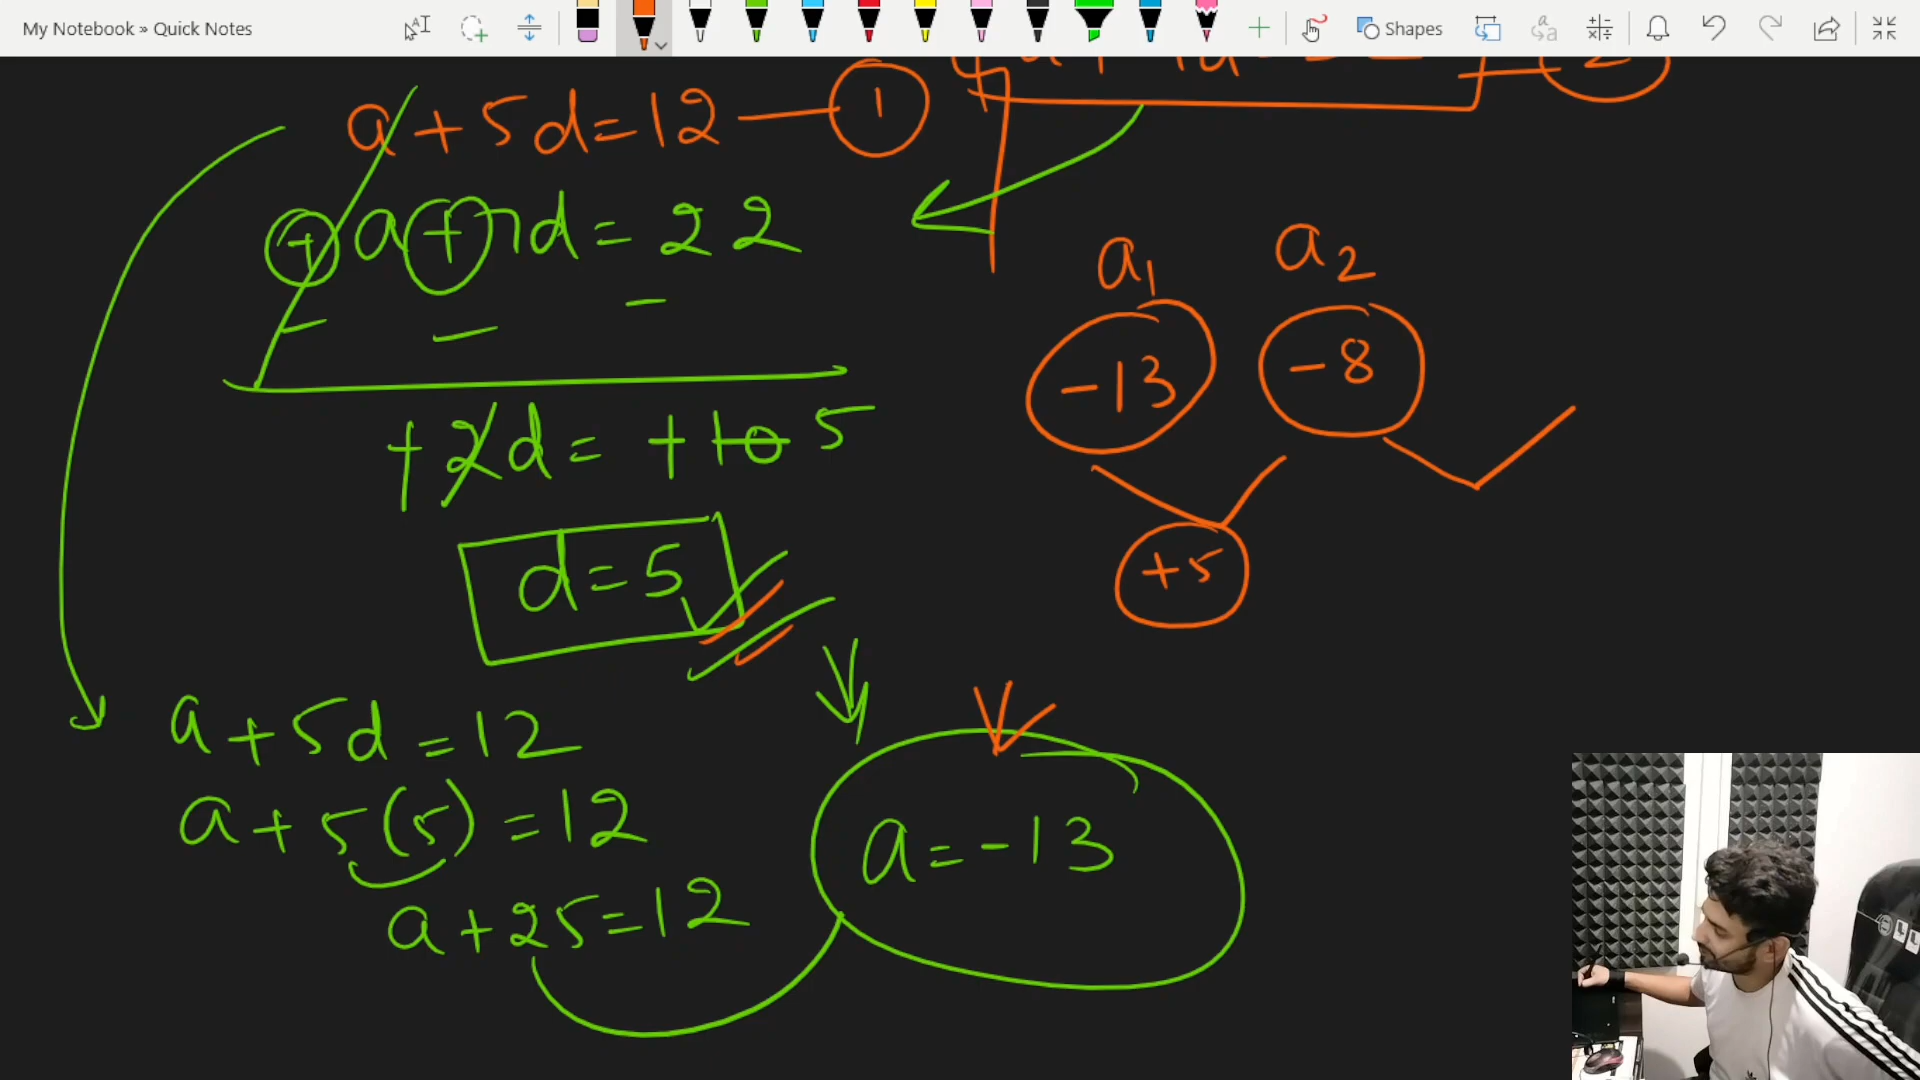 My Notebook » Quick Notes
Shapes
a + 5d = 12 — 1
+ a + 7d = 22
− − −
+2d = +10 5
d = 5
a + 5d = 12
a + 5(5) = 12
a + 25 = 12
a = -13
a1 a2
-13 -8
+5